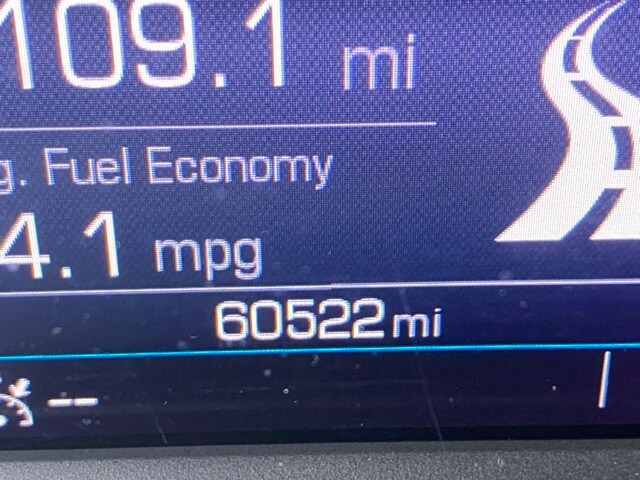 109.1 mi
g. Fuel Economy
4.1 mpg
60522 mi
--